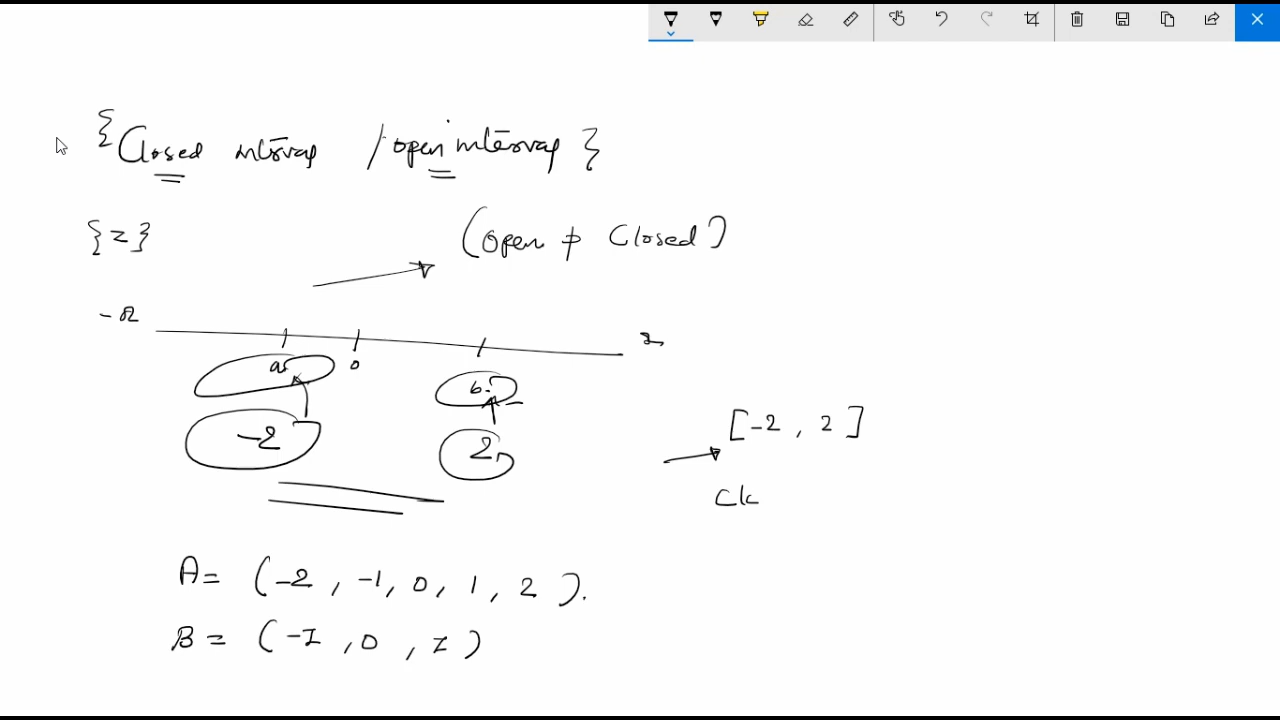 {Closed interval / open interval}
{z}
(open ≠ Closed)
0
a
b
-2
2
[-2 , 2]
A = (-2 , -1, 0, 1, 2).
B = (-1 , 0 , 1)